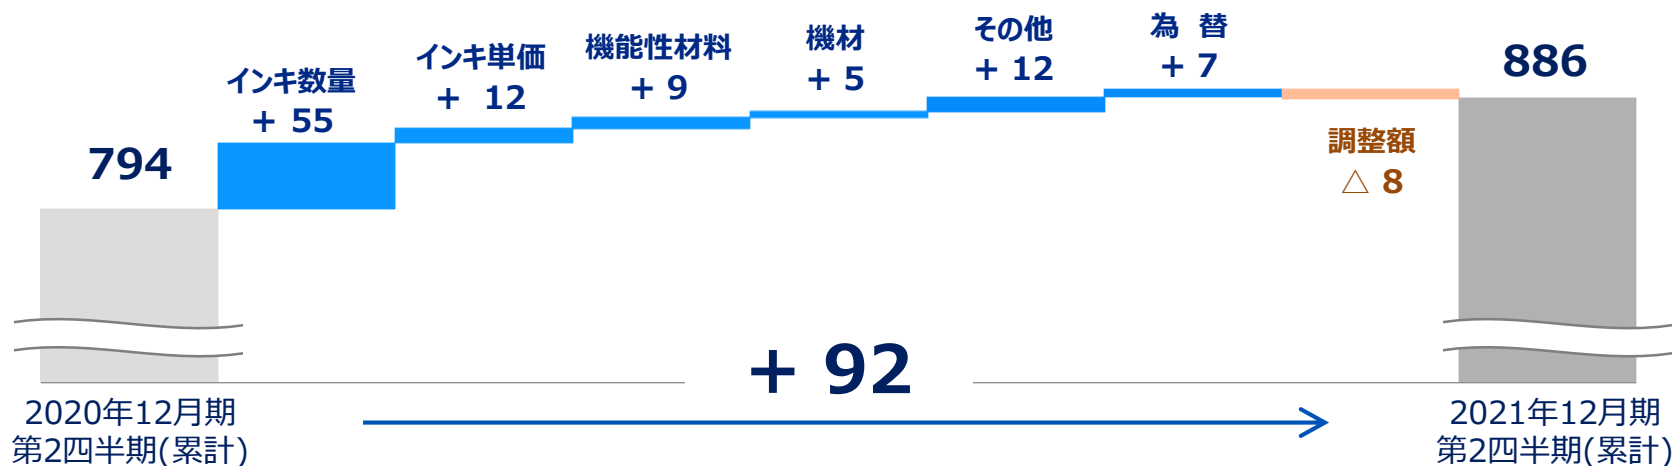 794
インキ数量
+ 55
インキ単価
+ 12
機能性材料
+ 9
機材
+ 5
その他
+ 12
為 替
+ 7
調整額
△ 8
886
+ 92
2020年12月期
第2四半期(累計)
2021年12月期
第2四半期(累計)